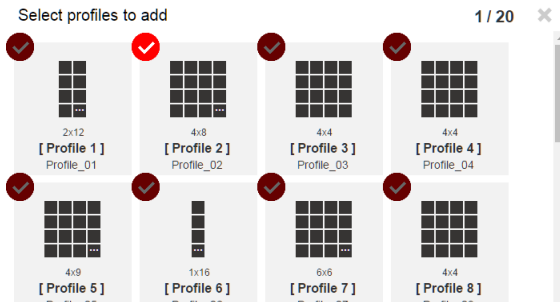 Select profiles to add
1 / 20
2x12
[ Profile 1 ]
Profile_01
4x8
[ Profile 2 ]
Profile_02
4x4
[ Profile 3 ]
Profile_03
4x4
[ Profile 4 ]
Profile_04
4x9
[ Profile 5 ]
1x16
[ Profile 6 ]
6x6
[ Profile 7 ]
4x4
[ Profile 8 ]